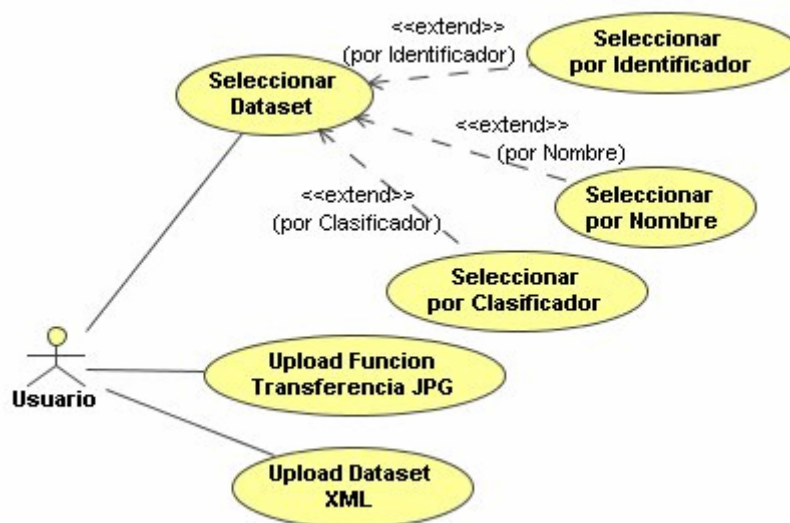 <<extend>>
(por Identificador)
Seleccionar
por Identificador
Seleccionar
Dataset
<<extend>>
(por Nombre)
<<extend>>
(por Clasificador)
Seleccionar
por Nombre
Seleccionar
por Clasificador
Upload Funcion
Transferencia JPG
Usuario
Upload Dataset
XML